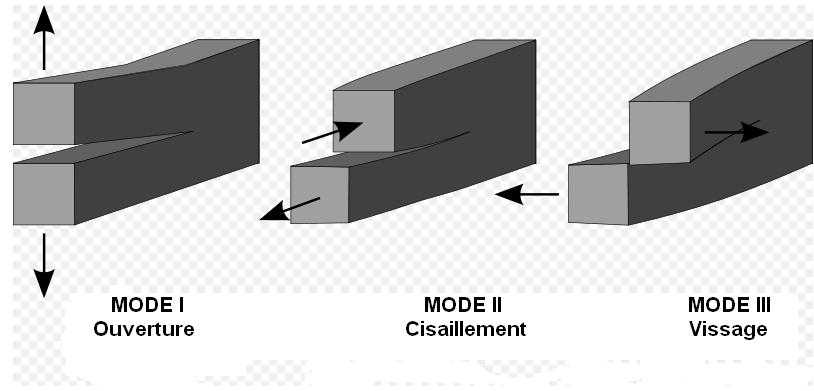 MODE I
Ouverture
MODE II
Cisaillement
MODE III
Vissage